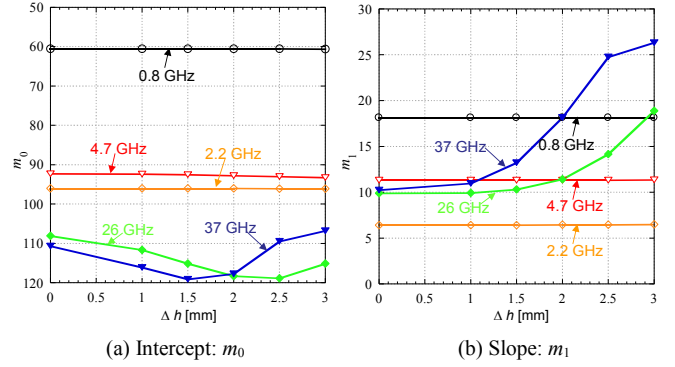 50
60
70
80
90
100
110
120
m0
0.8 GHz
4.7 GHz
2.2 GHz
26 GHz
37 GHz
0 0.5 1 1.5 2 2.5 3
Δ h [mm]
(a) Intercept: m0
30
25
20
15
10
5
0
m1
37 GHz
0.8 GHz
26 GHz
4.7 GHz
2.2 GHz
0 0.5 1 1.5 2 2.5 3
Δ h [mm]
(b) Slope: m1